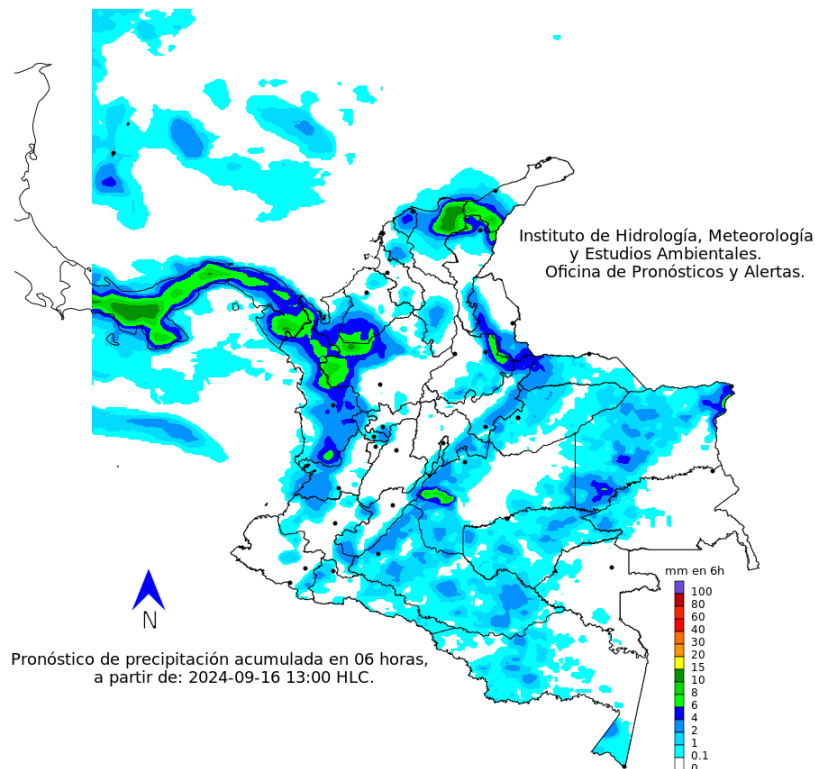 Instituto de Hidrología, Meteorología
y Estudios Ambientales.
Oficina de Pronósticos y Alertas.
N
Pronóstico de precipitación acumulada en 06 horas,
a partir de: 2024-09-16 13:00 HLC.
mm en 6h
100
80
60
40
30
20
15
10
8
6
4
2
1
0.1
0